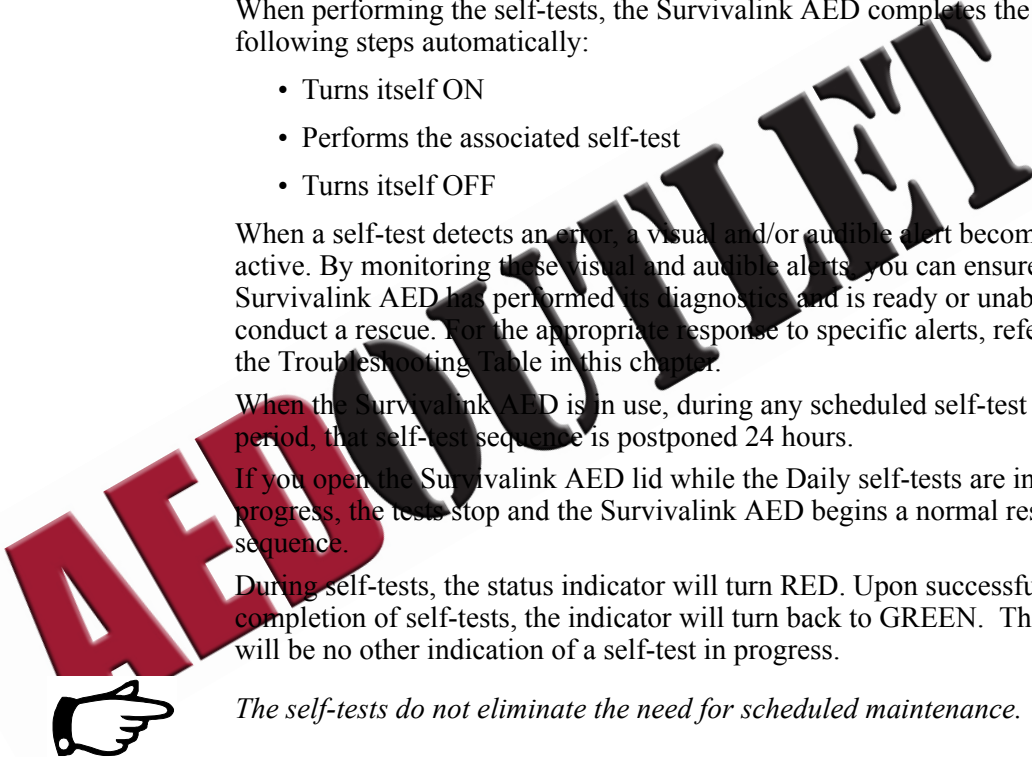 When performing the self-tests, the Survivalink AED completes the
following steps automatically:
• Turns itself ON
• Performs the associated self-test
• Turns itself OFF
When a self-test detects an error, a visual and/or audible alert becom
active. By monitoring these visual and audible alerts, you can ensure
Survivalink AED has performed its diagnostics and is ready or unab
conduct a rescue. For the appropriate response to specific alerts, refe
the Troubleshooting Table in this chapter.
When the Survivalink AED is in use, during any scheduled self-test
period, that self-test sequence is postponed 24 hours.
If you open the Survivalink AED lid while the Daily self-tests are in
progress, the tests stop and the Survivalink AED begins a normal res
sequence.
During self-tests, the status indicator will turn RED. Upon successfu
completion of self-tests, the indicator will turn back to GREEN. Th
will be no other indication of a self-test in progress.
The self-tests do not eliminate the need for scheduled maintenance.
AEDOUTLET